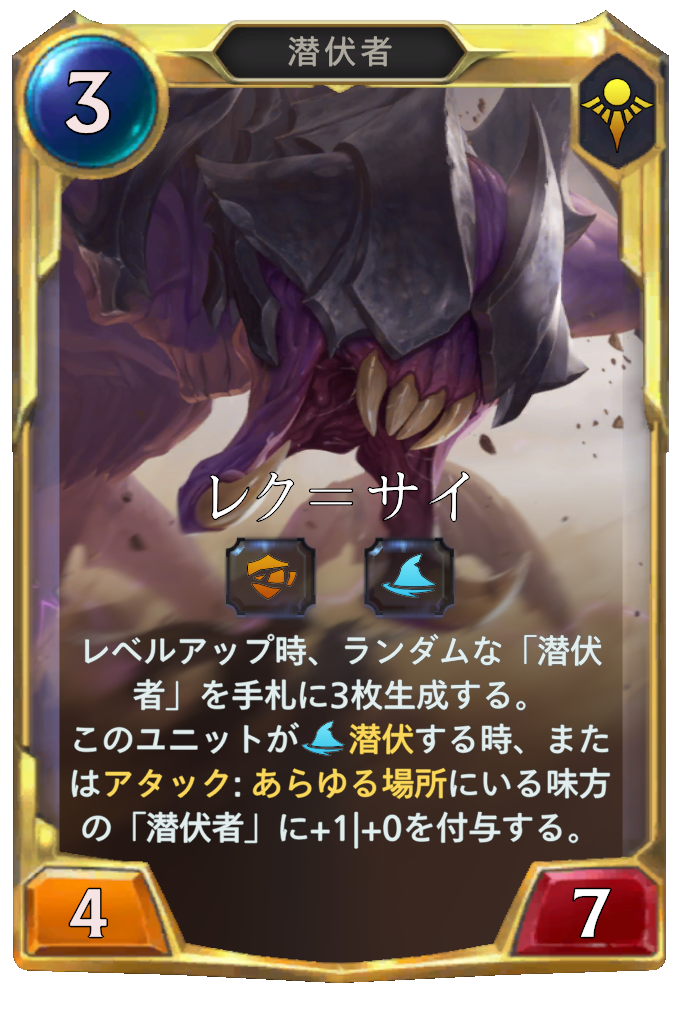 潜伏者
3
レク＝サイ
レベルアップ時、ランダムな「潜伏
者」を手札に3枚生成する。
このユニットが潜伏する時、また
はアタック: あらゆる場所にいる味方
の「潜伏者」に+1|+0を付与する。
4
7